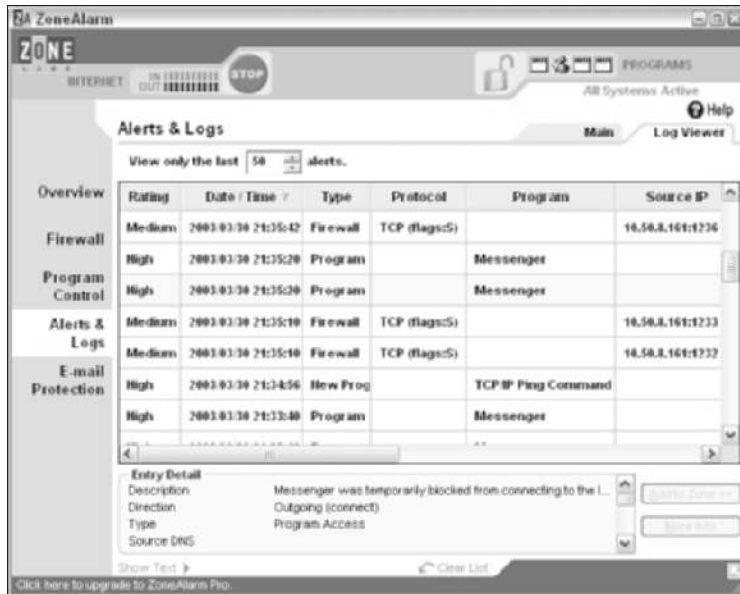 ZA ZoneAlarm
ZONE
LABS
INTERNET IN OUT STOP PROGRAMS
All Systems Active
Help
Alerts & Logs Main Log Viewer
View only the last 50 alerts.
Overview
Firewall
Program Control
Alerts & Logs
E-mail Protection
Rating Date / Time Type Protocol Program Source IP
Medium 2003/03/30 21:35:42 Firewall TCP (flags:S) 10.50.8.161:1236
High 2003/03/30 21:35:20 Program Messenger
High 2003/03/30 21:35:20 Program Messenger
Medium 2003/03/30 21:35:10 Firewall TCP (flags:S) 10.50.8.161:1233
Medium 2003/03/30 21:35:10 Firewall TCP (flags:S) 10.50.8.161:1232
High 2003/03/30 21:34:56 New Prog TCP/IP Ping Command
High 2003/03/30 21:33:40 Program Messenger
Entry Detail
Description Messenger was temporarily blocked from connecting to the I...
Direction Outgoing (connect)
Type Program Access
Source DNS
Add to Zone >>
More Info
Show Text Clear List
Click here to upgrade to ZoneAlarm Pro.